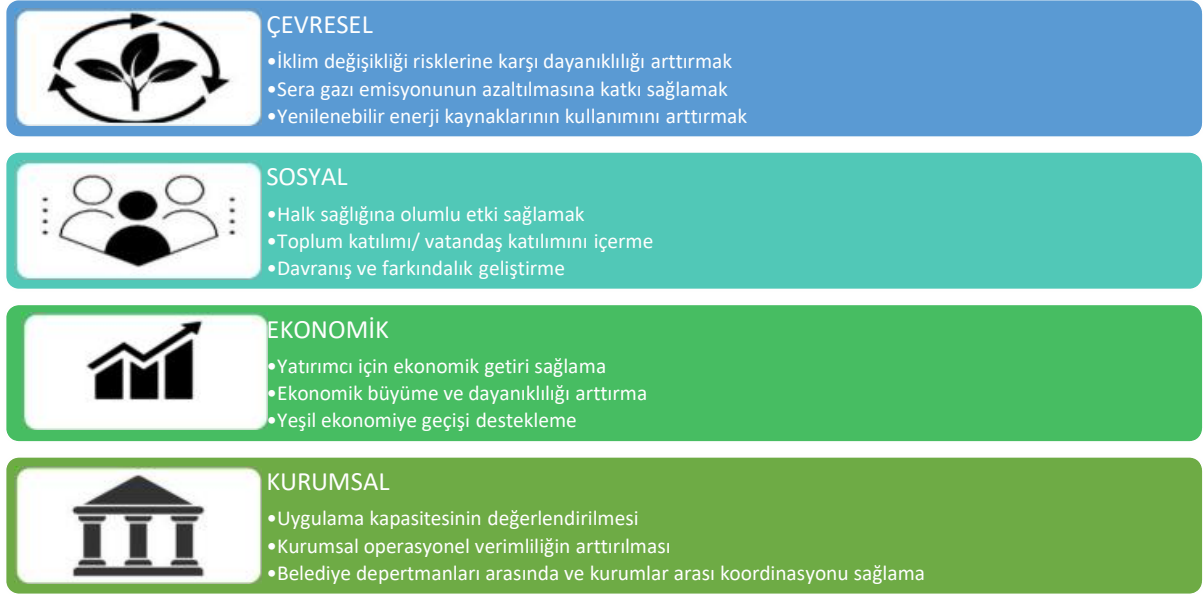 ÇEVRESEL
•İklim değişikliği risklerine karşı dayanıklılığı arttırmak
•Sera gazı emisyonunun azaltılmasına katkı sağlamak
•Yenilenebilir enerji kaynaklarının kullanımını arttırmak
SOSYAL
•Halk sağlığına olumlu etki sağlamak
•Toplum katılımı/ vatandaş katılımını içerme
•Davranış ve farkındalık geliştirme
EKONOMİK
•Yatırımcı için ekonomik getiri sağlama
•Ekonomik büyüme ve dayanıklılığı arttırma
•Yeşil ekonomiye geçişi destekleme
KURUMSAL
•Uygulama kapasitesinin değerlendirilmesi
•Kurumsal operasyonel verimliliğin arttırılması
•Belediye depertmanları arasında ve kurumlar arası koordinasyonu sağlama